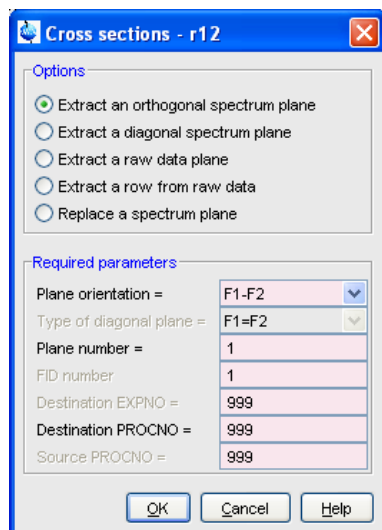 Cross sections - r12
Options
Extract an orthogonal spectrum plane
Extract a diagonal spectrum plane
Extract a raw data plane
Extract a row from raw data
Replace a spectrum plane
Required parameters
Plane orientation = F1-F2
Type of diagonal plane = F1=F2
Plane number = 1
FID number 1
Destination EXPNO = 999
Destination PROCNO = 999
Source PROCNO = 999
OK Cancel Help